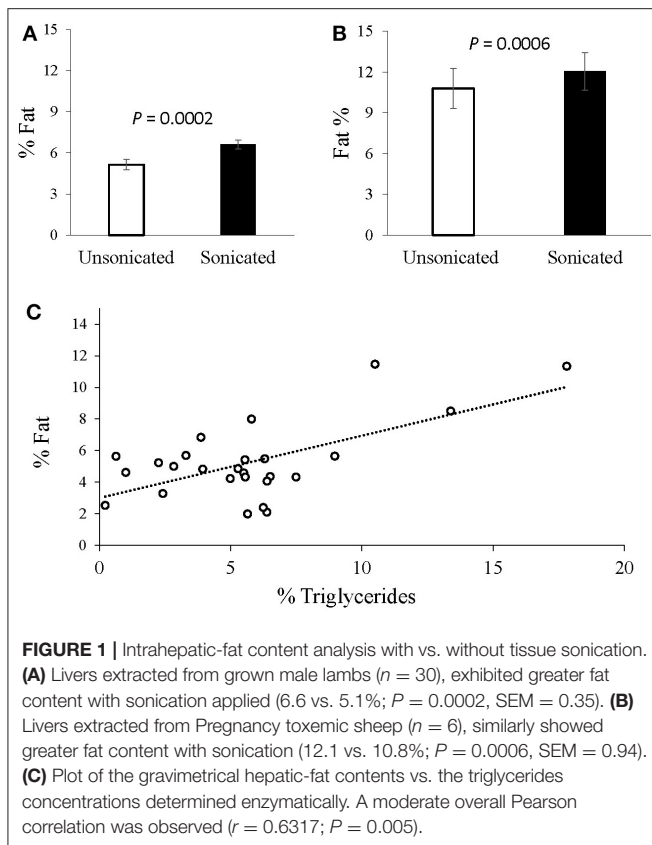 A
15
12
9
6
3
0
% Fat
P = 0.0002
Unsonicated Sonicated
B
15
12
9
6
3
0
Fat %
P = 0.0006
Unsonicated Sonicated
C
14
12
10
8
6
4
2
0
% Fat
0 5 10 15 20
% Triglycerides
FIGURE 1 | Intrahepatic-fat content analysis with vs. without tissue sonication.
(A) Livers extracted from grown male lambs (n = 30), exhibited greater fat
content with sonication applied (6.6 vs. 5.1%; P = 0.0002, SEM = 0.35). (B)
Livers extracted from Pregnancy toxemic sheep (n = 6), similarly showed
greater fat content with sonication (12.1 vs. 10.8%; P = 0.0006, SEM = 0.94).
(C) Plot of the gravimetrical hepatic-fat contents vs. the triglycerides
concentrations determined enzymatically. A moderate overall Pearson
correlation was observed (r = 0.6317; P = 0.005).